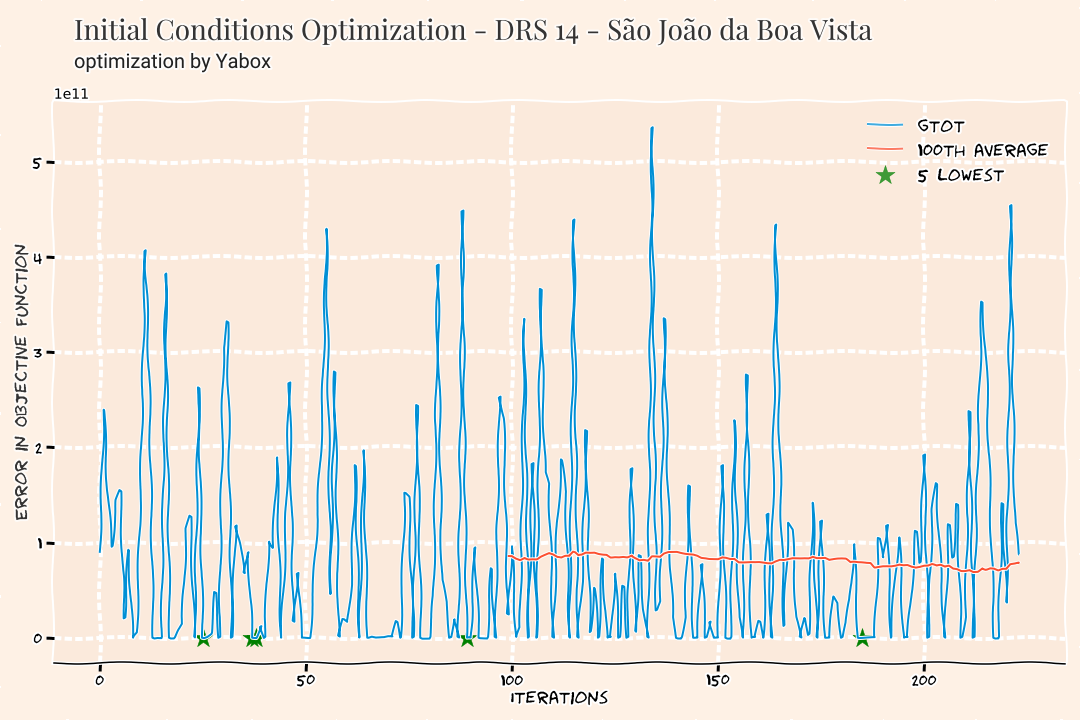 Initial Conditions Optimization - DRS 14 - São João da Boa Vista
optimization by Yabox
1e11
GTOT
100TH AVERAGE
5 LOWEST
ERROR IN OBJECTIVE FUNCTION
5
4
3
2
1
0
0 50 100 150 200
ITERATIONS